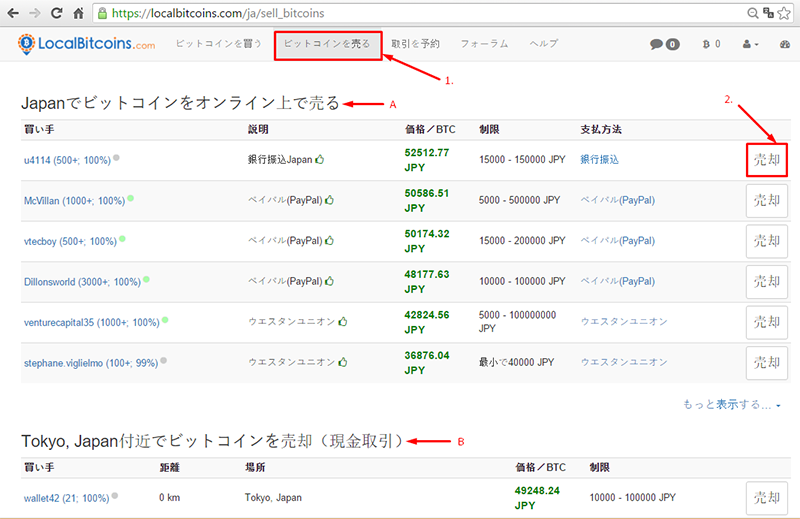 https://localbitcoins.com/ja/sell_bitcoins
LocalBitcoins.com ビットコインを買う ビットコインを売る 取引を予約 フォーラム ヘルプ 0 0
1.
2.
Japanでビットコインをオンライン上で売る A
買い手 説明 価格／BTC 制限 支払方法
u4114 (500+; 100%) 銀行振込Japan 52512.77 JPY 15000 - 150000 JPY 銀行振込 売却
McVillan (1000+; 100%) ペイパル(PayPal) 50586.51 JPY 5000 - 500000 JPY ペイパル(PayPal) 売却
vtecboy (500+; 100%) ペイパル(PayPal) 50174.32 JPY 15000 - 200000 JPY ペイパル(PayPal) 売却
Dillonsworld (3000+; 100%) ペイパル(PayPal) 48177.63 JPY 10000 - 100000 JPY ペイパル(PayPal) 売却
venturecapital35 (1000+; 100%) ウエスタンユニオン 42824.56 JPY 5000 - 100000000 JPY ウエスタンユニオン 売却
stephane.viglielmo (100+; 99%) ウエスタンユニオン 36876.04 JPY 最小で40000 JPY ウエスタンユニオン 売却
もっと表示する...
Tokyo, Japan付近でビットコインを売却（現金取引） B
買い手 距離 場所 価格／BTC 制限
wallet42 (21; 100%) 0 km Tokyo, Japan 49248.24 JPY 10000 - 100000 JPY 売却